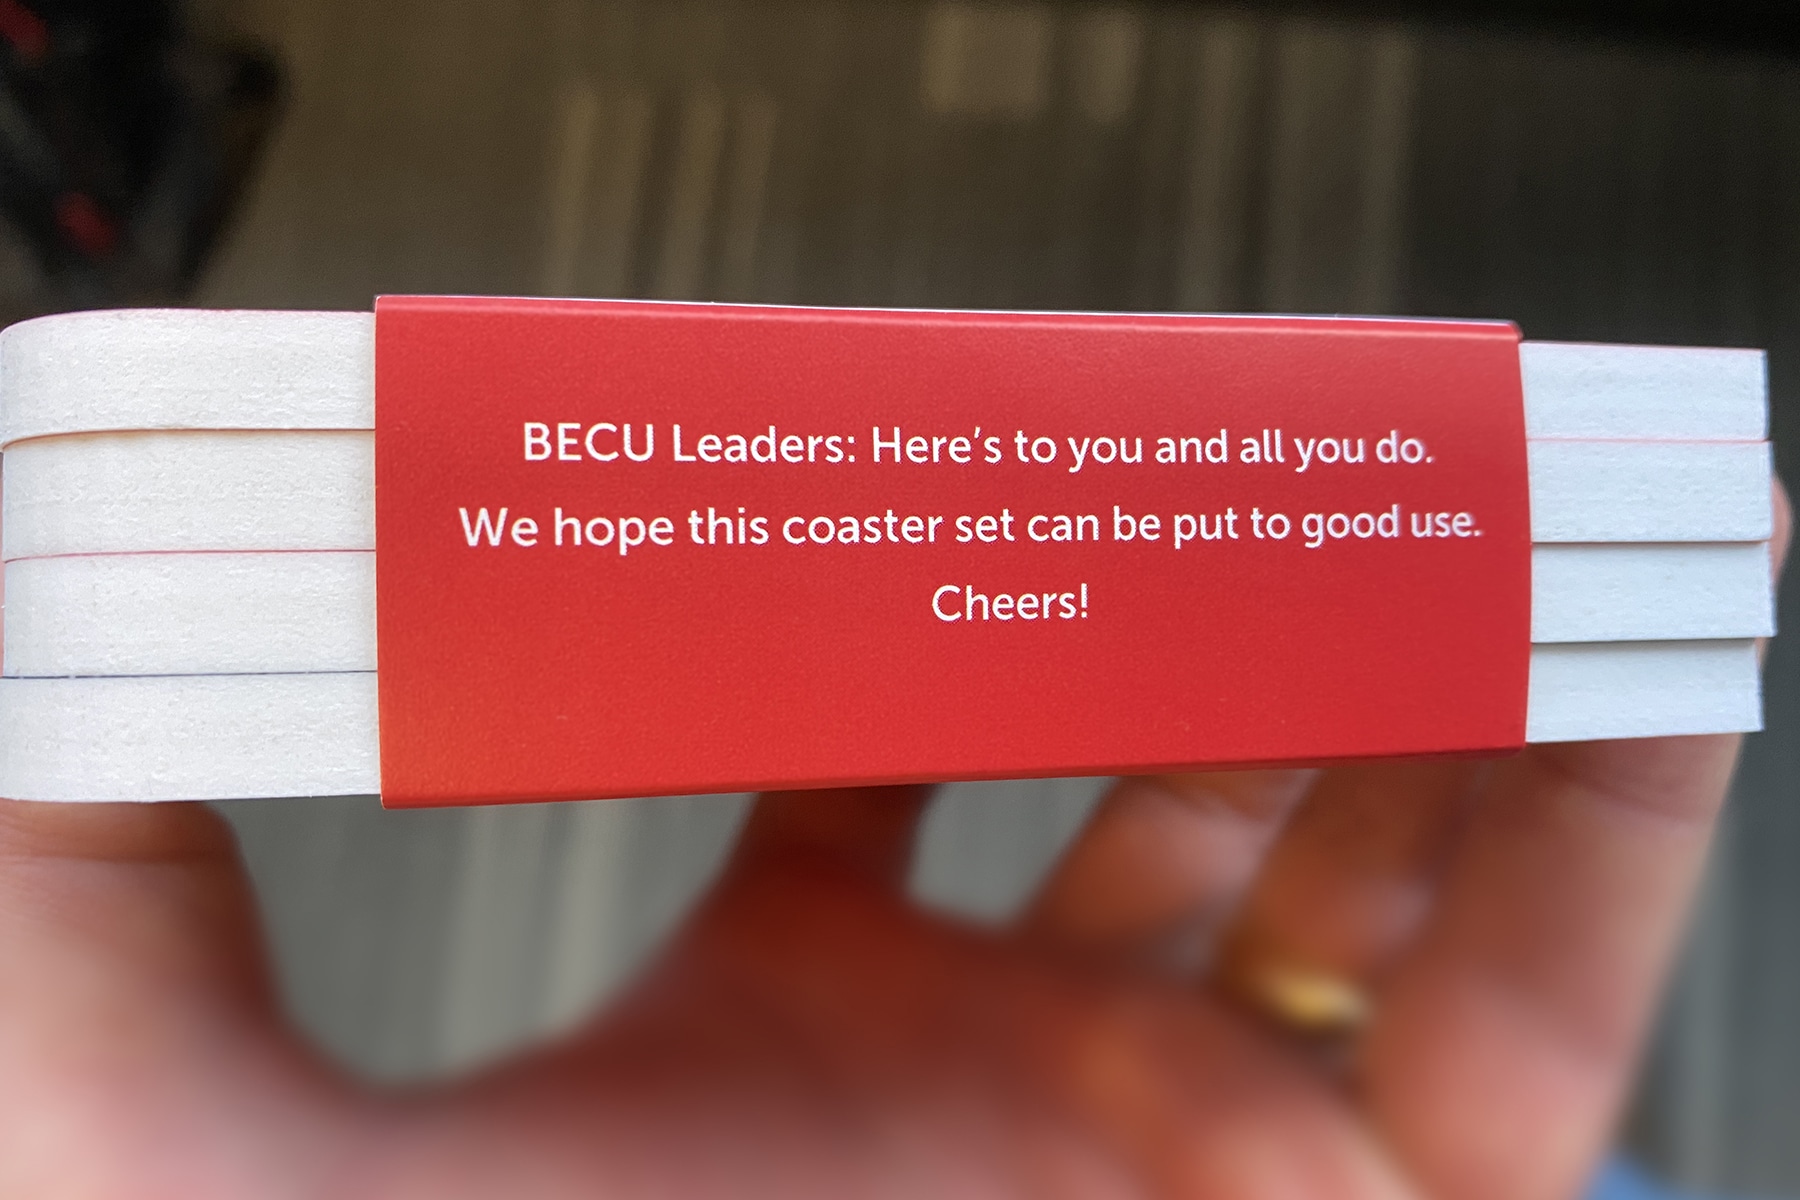 BECU Leaders: Here’s to you and all you do.
We hope this coaster set can be put to good use.
Cheers!